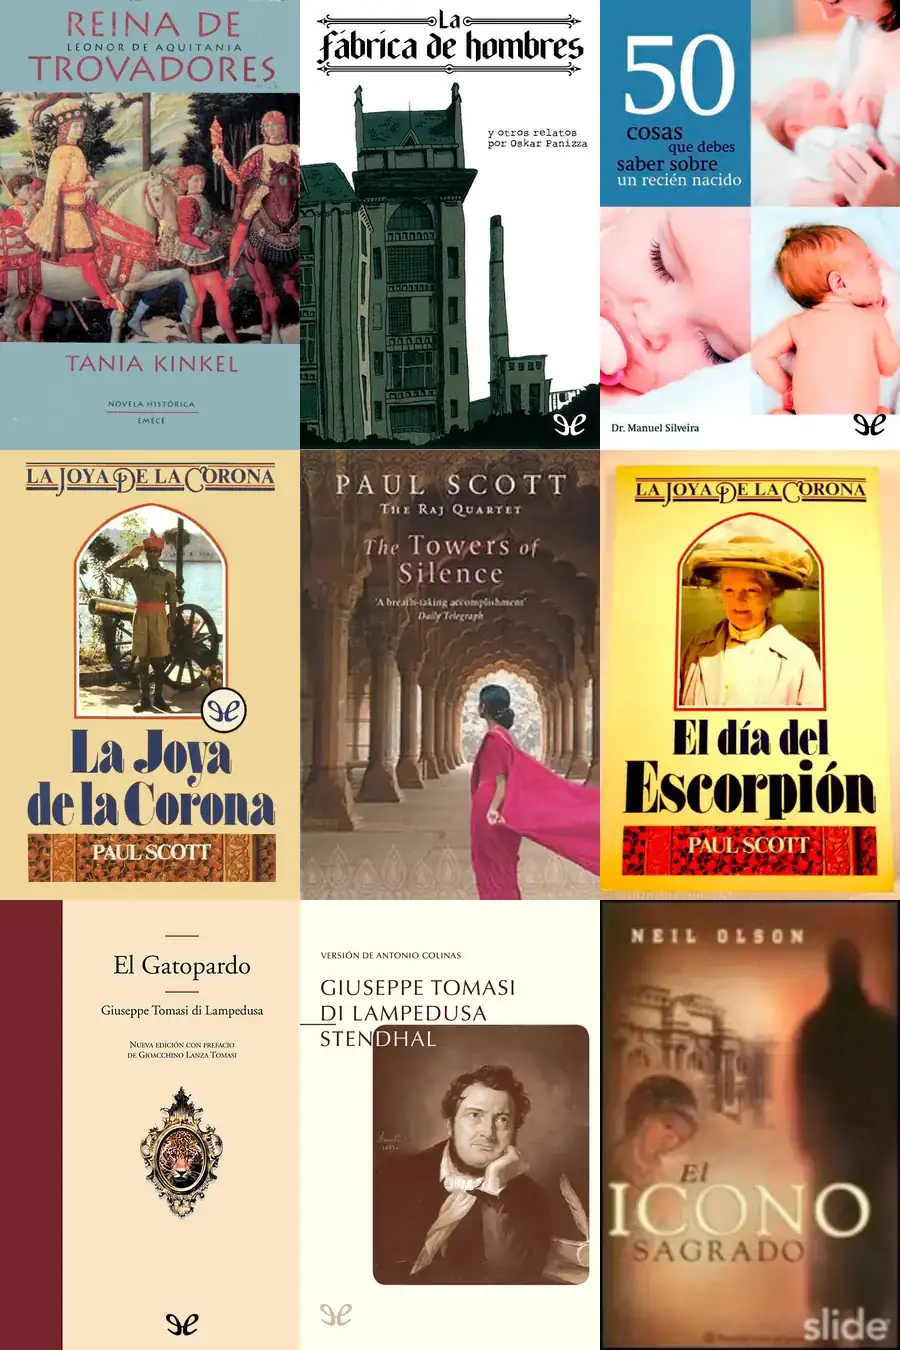 REINA DE
LEONOR DE AQUITANIA
TROVADORES
TANIA KINKEL
NOVELA HISTÓRICA
EMECÉ
La
fábrica de hombres
y otros relatos
por Oskar Panizza
50
cosas
que debes
saber sobre
un recién nacido
Dr. Manuel Silveira
LA JOYA DE LA CORONA
La Joya
de la Corona
PAUL SCOTT
PAUL SCOTT
THE RAJ QUARTET
The Towers of
Silence
'A breath-taking accomplishment'
Daily Telegraph
LA JOYA DE LA CORONA
El día del
Escorpión
PAUL SCOTT
El Gatopardo
Giuseppe Tomasi di Lampedusa
NUEVA EDICIÓN CON PREFACIO
DE GIOACCHINO LANZA TOMASI
VERSIÓN DE ANTONIO COLINAS
GIUSEPPE TOMASI
DI LAMPEDUSA
STENDHAL
NEIL OLSON
El
ICONO
SAGRADO
slide